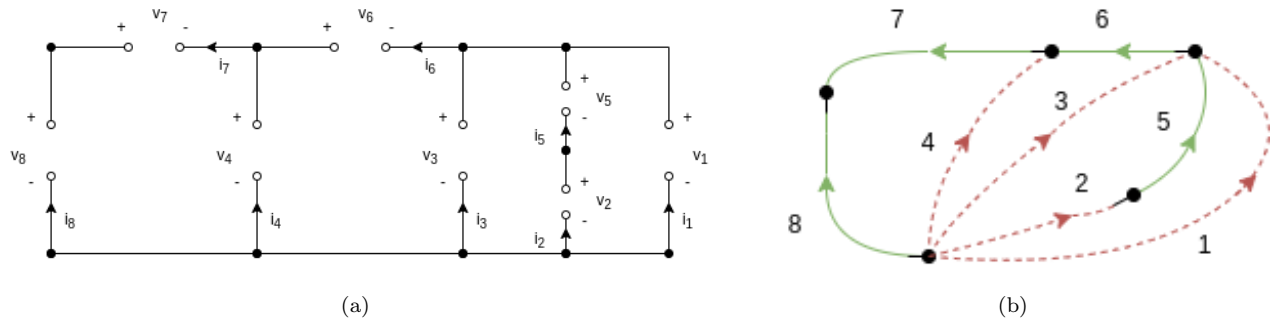 v7
v6
+ - + -
i7
i6
+ v5 -
i5
+ v8 -
+ v4 -
+ v3 -
+ v2 -
+ v1 -
i8
i4
i3
i2
i1
(a)
7
6
3
4
5
2
8
1
(b)